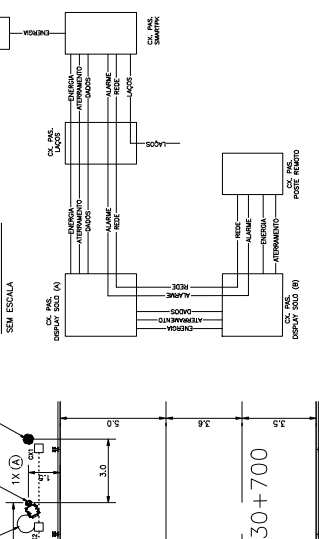 ENERGIA
CX. PAS.
SMARTPK
ENERGIA
ATERRAMENTO
DADOS
ALARME
REDE
LAÇOS
CX. PAS.
LAÇOS
LAÇOS
ENERGIA
ATERRAMENTO
DADOS
ALARME
REDE
CX. PAS.
DISPLAY SOLO (A)
REDE
ALARME
DADOS
ATERRAMENTO
ENERGIA
CX. PAS.
DISPLAY SOLO (B)
REDE
ALARME
ENERGIA
ATERRAMENTO
CX. PAS.
POSTE REMOTO
SEM ESCALA
1X A
CX1
3.0
5.0
3.6
3.5
30+700